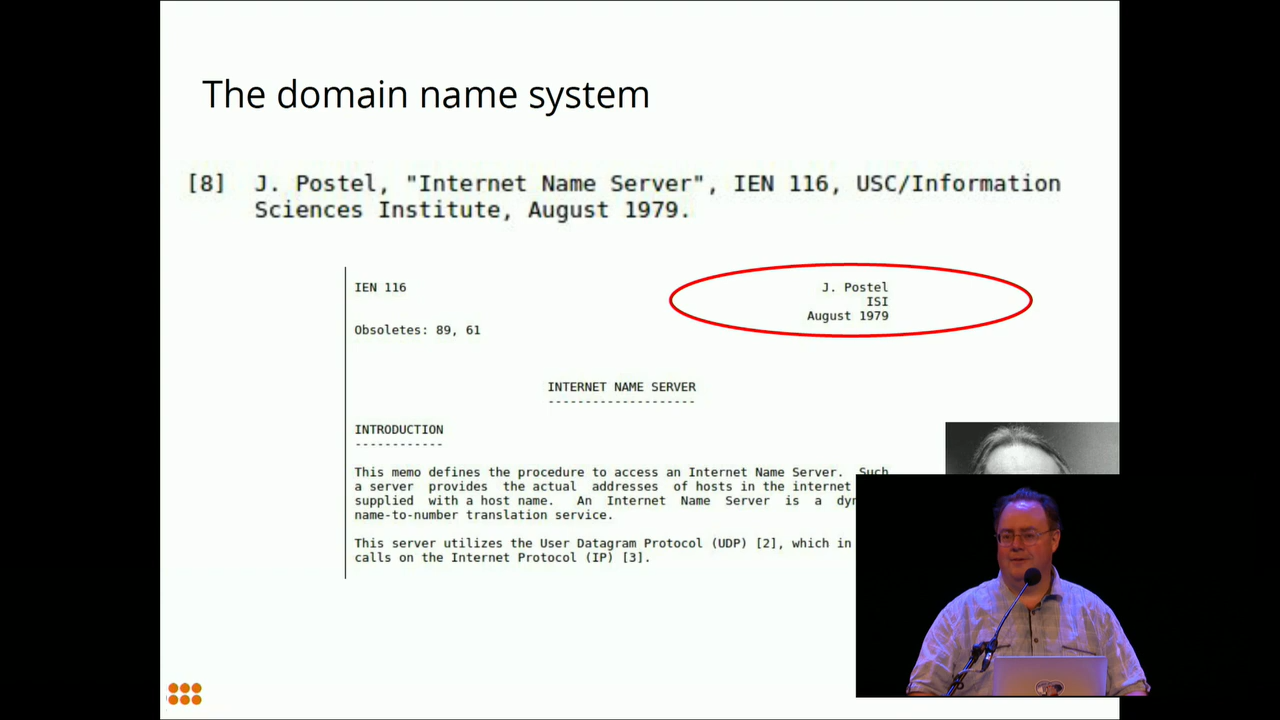 The domain name system
[8] J. Postel, "Internet Name Server", IEN 116, USC/Information
Sciences Institute, August 1979.
IEN 116
J. Postel
ISI
August 1979
Obsoletes: 89, 61
INTERNET NAME SERVER
--------------------
INTRODUCTION
------------
This memo defines the procedure to access an Internet Name Server. Such
a server provides the actual addresses of hosts in the internet
supplied with a host name. An Internet Name Server is a
name-to-number translation service.
This server utilizes the User Datagram Protocol (UDP) [2], which in
calls on the Internet Protocol (IP) [3].